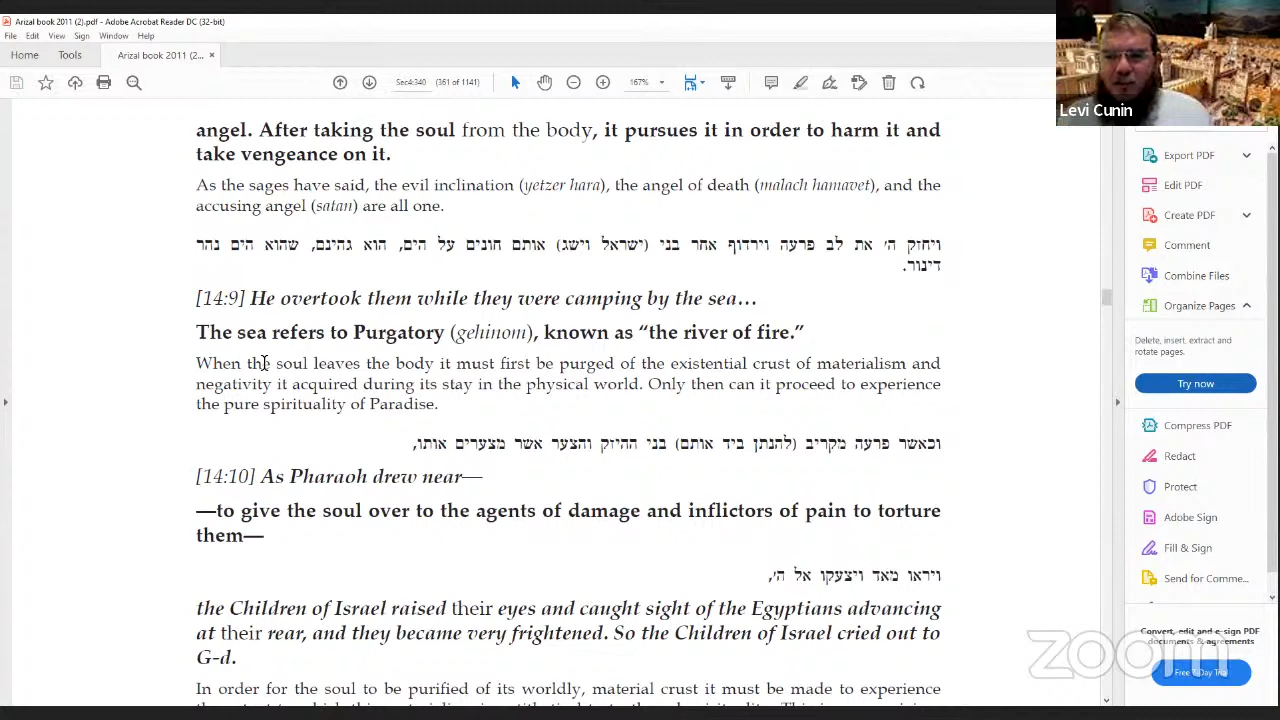 Arizal book 2011 (2).pdf - Adobe Acrobat Reader DC (32-bit)
File Edit View Sign Window Help
Home Tools Arizal book 2011 (2... ×
Sec4:340 (361 of 1141) 167%
Levi Cunin
angel. After taking the soul from the body, it pursues it in order to harm it and
take vengeance on it.
As the sages have said, the evil inclination (yetzer hara), the angel of death (malach hamavet), and the
accusing angel (satan) are all one.
ויחזק ה׳ את לב פרעה וירדוף אחר בני (ישראל וישג) אותם חונים על הים, הוא גהינם, שהוא הים נהר
דינור.
[14:9] He overtook them while they were camping by the sea…
The sea refers to Purgatory (gehinom), known as “the river of fire.”
When the soul leaves the body it must first be purged of the existential crust of materialism and
negativity it acquired during its stay in the physical world. Only then can it proceed to experience
the pure spirituality of Paradise.
וכאשר פרעה מקריב (להנתן ביד אותם) בני ההיזק והצער אשר מצערים אותו,
[14:10] As Pharaoh drew near—
—to give the soul over to the agents of damage and inflictors of pain to torture
them—
ויראו מאד ויצעקו אל ה׳,
the Children of Israel raised their eyes and caught sight of the Egyptians advancing
at their rear, and they became very frightened. So the Children of Israel cried out to
G-d.
In order for the soul to be purified of its worldly, material crust it must be made to experience
Export PDF
Edit PDF
Create PDF
Comment
Combine Files
Organize Pages
Delete, insert, extract and
rotate pages.
Try now
Compress PDF
Redact
Protect
Adobe Sign
Fill & Sign
Send for Comme...
Convert, edit and e-sign PDF
documents & agreements
Free 7-Day Trial
zoom